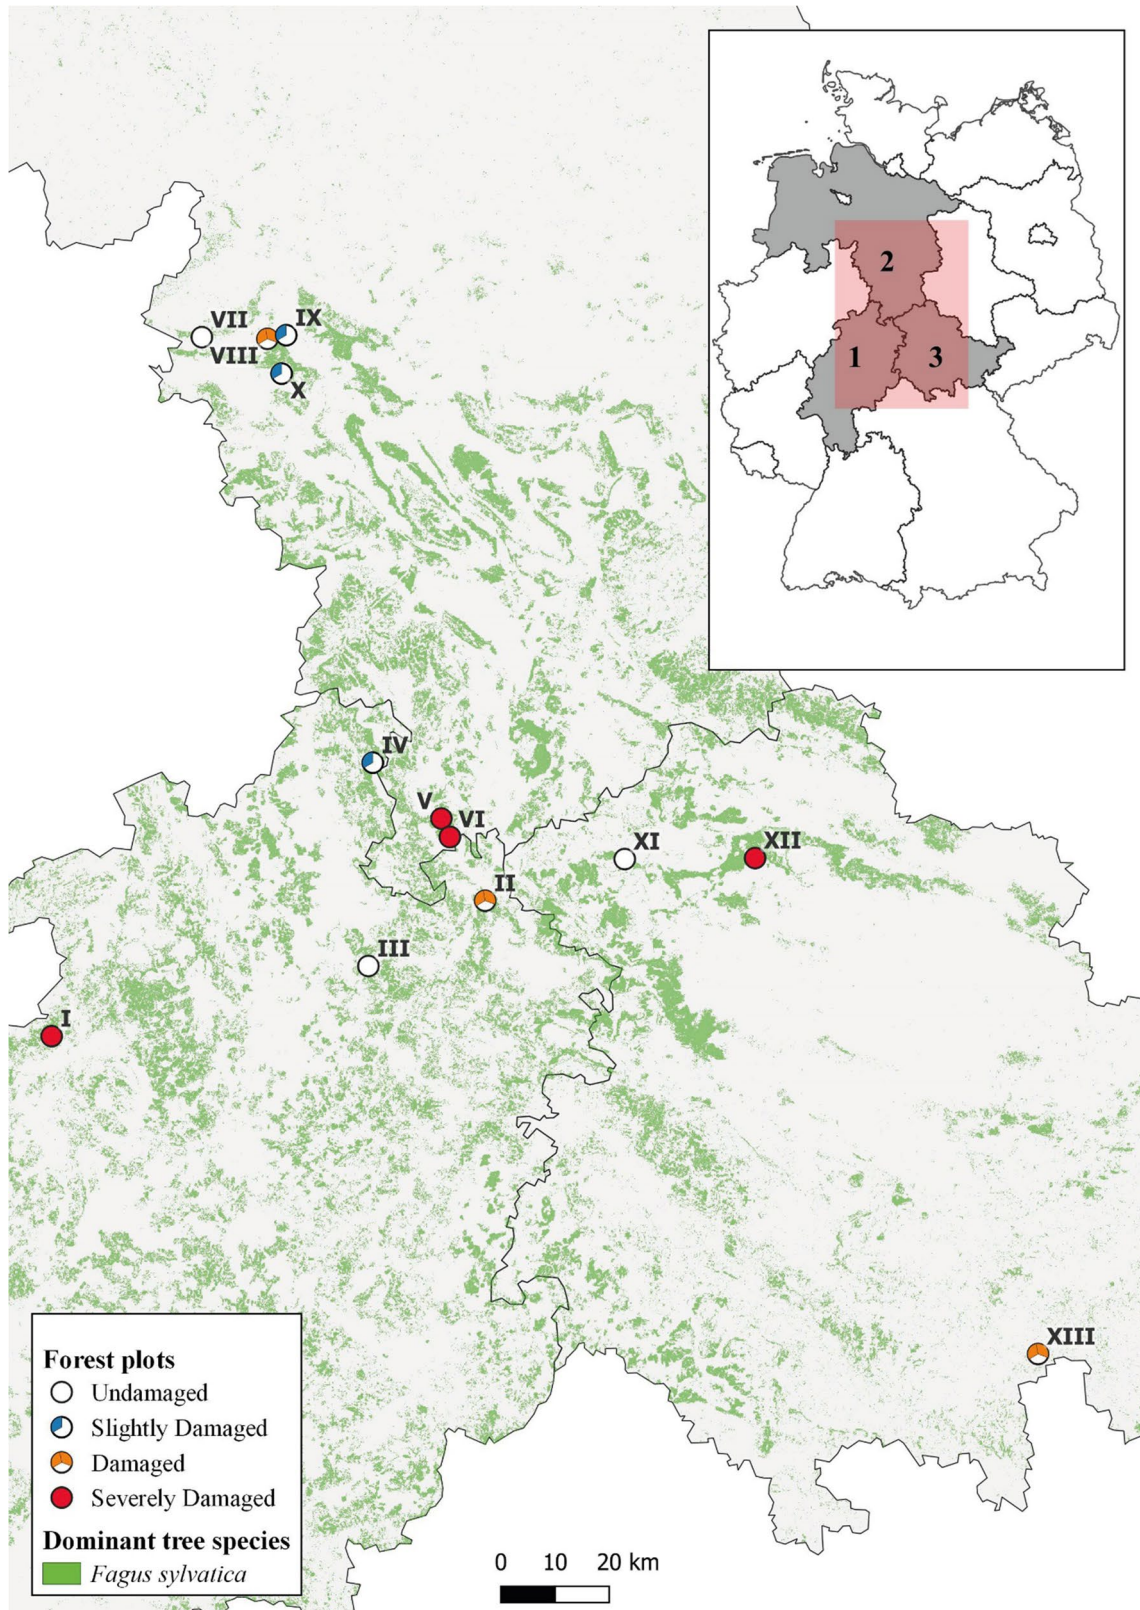 2
1
3
VII
IX
VIII
X
IV
V
VI
XI
XII
II
III
I
XIII
Forest plots
Undamaged
Slightly Damaged
Damaged
Severely Damaged
Dominant tree species
Fagus sylvatica
0 10 20 km